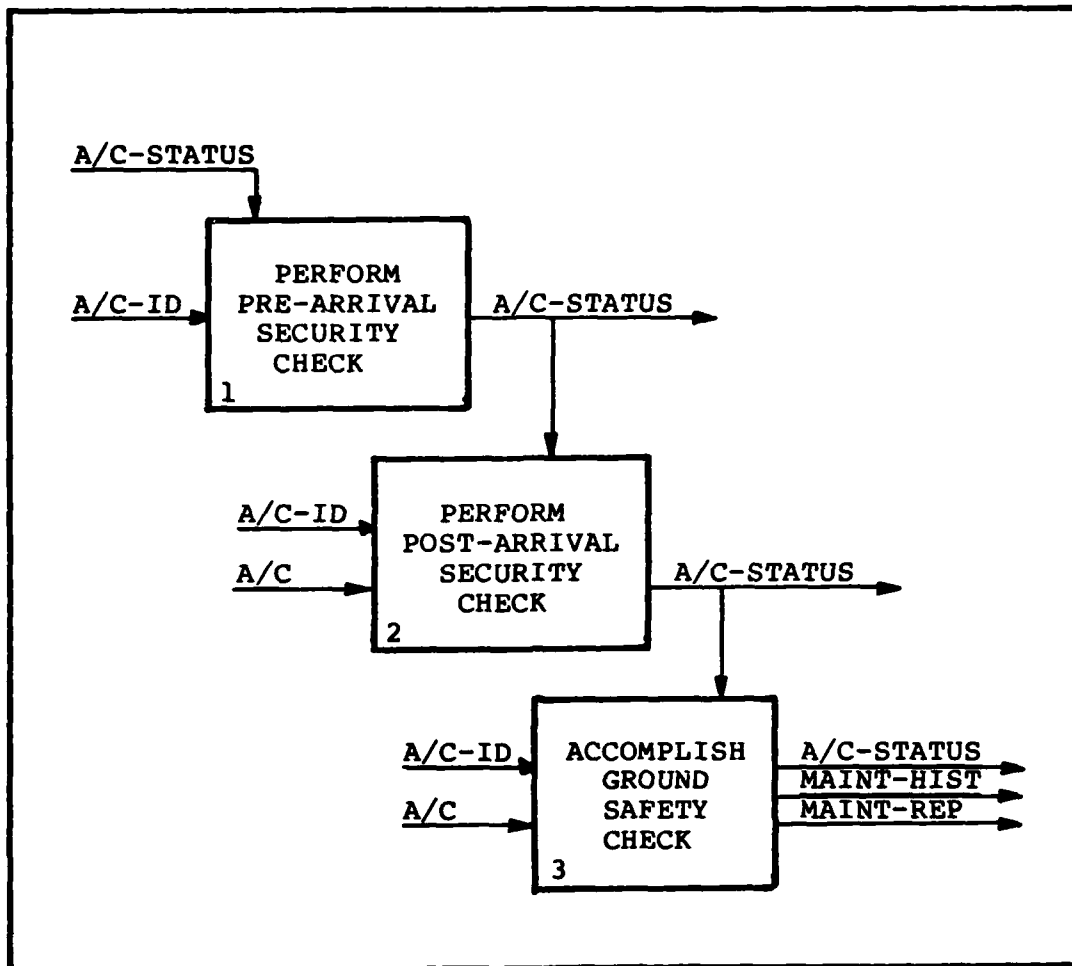 A/C-STATUS
A/C-ID
PERFORM
PRE-ARRIVAL
SECURITY
CHECK
1
A/C-STATUS
A/C-ID
A/C
PERFORM
POST-ARRIVAL
SECURITY
CHECK
2
A/C-STATUS
A/C-ID
A/C
ACCOMPLISH
GROUND
SAFETY
CHECK
3
A/C-STATUS
MAINT-HIST
MAINT-REP